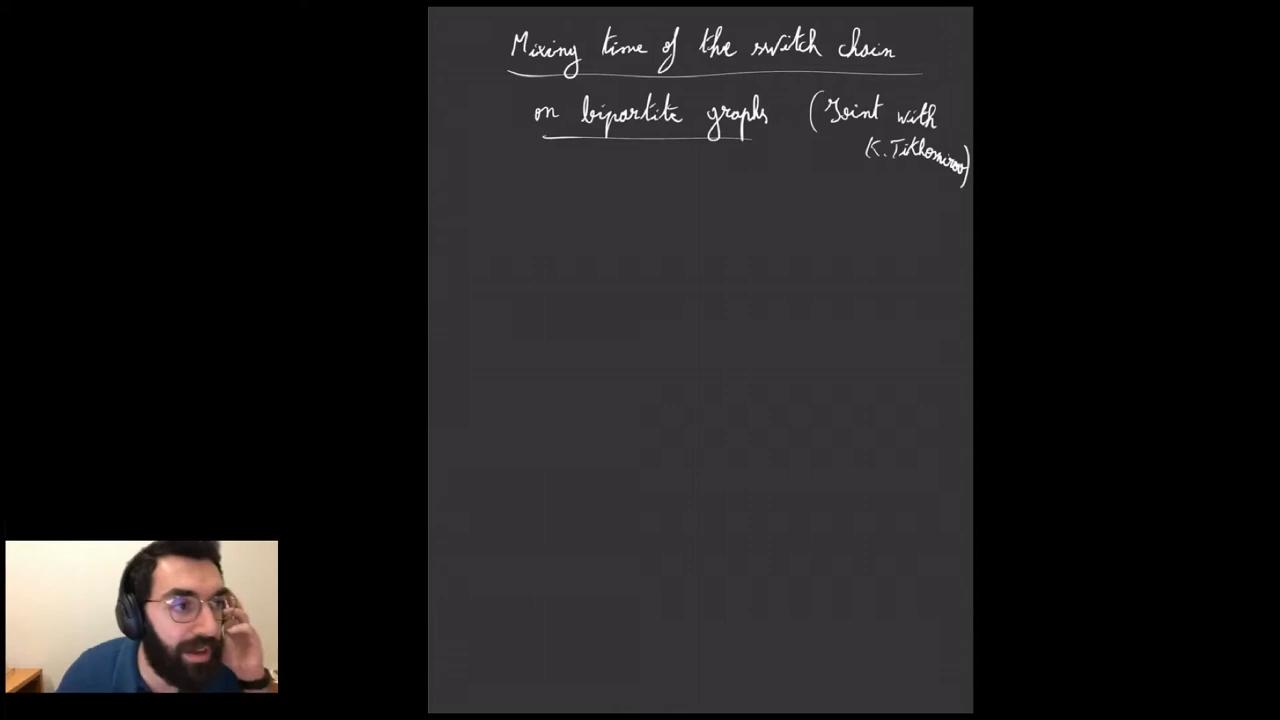 Mixing time of the switch chain
on bipartite graphs (Joint with
K. Tikhomirov)